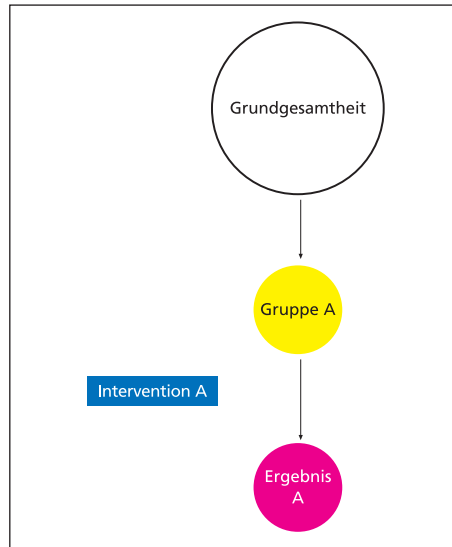 Grundgesamtheit
Gruppe A
Intervention A
Ergebnis
A